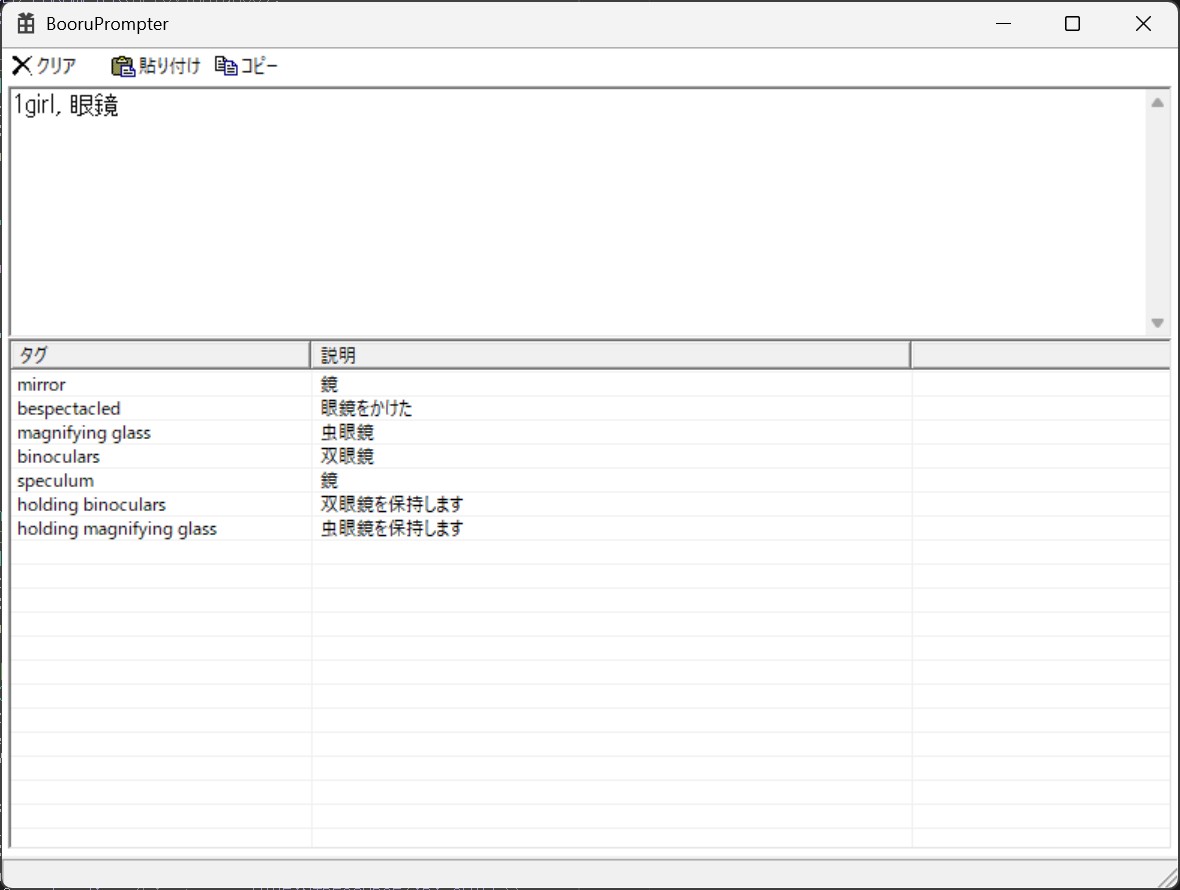 BooruPrompter
クリア 貼り付け コピー
1girl, 眼鏡
タグ 説明
mirror 鏡
bespectacled 眼鏡をかけた
magnifying glass 虫眼鏡
binoculars 双眼鏡
speculum 鏡
holding binoculars 双眼鏡を保持します
holding magnifying glass 虫眼鏡を保持します